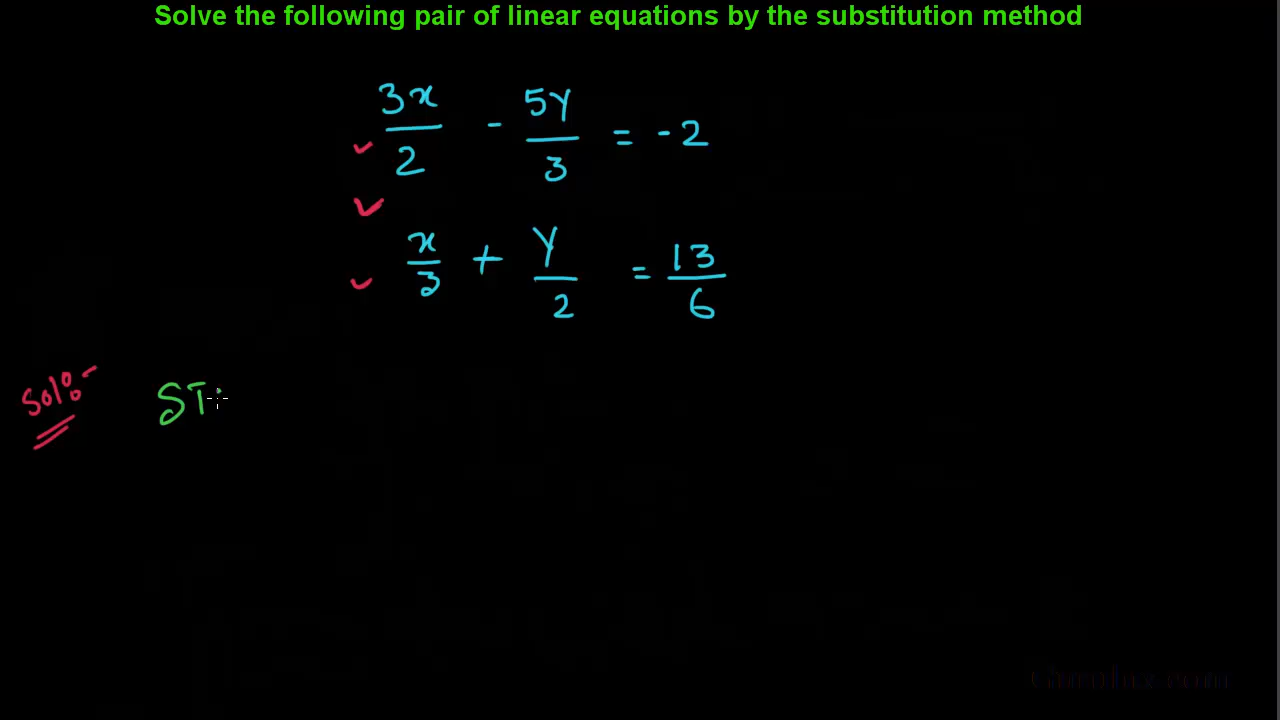 Solve the following pair of linear equations by the substitution method
3x/2 - 5y/3 = -2
x/3 + y/2 = 13/6
Sol:- ST